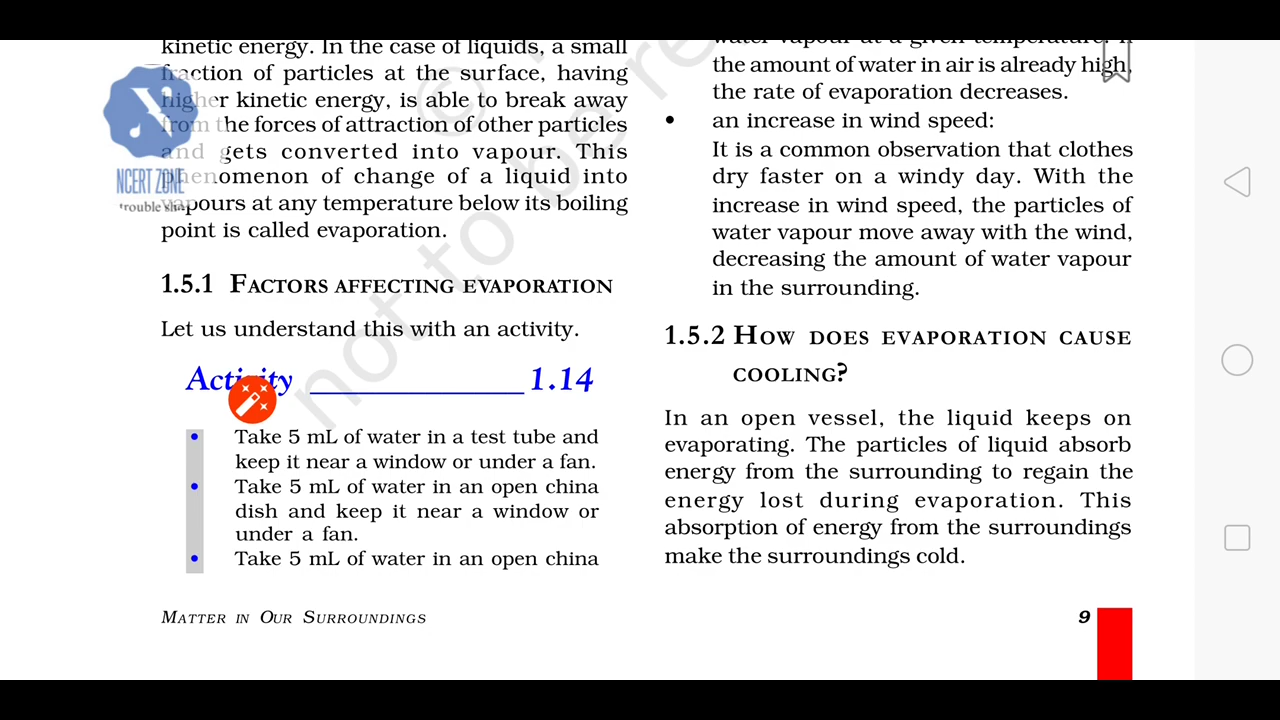 kinetic energy. In the case of liquids, a small
fraction of particles at the surface, having
higher kinetic energy, is able to break away
from the forces of attraction of other particles
and gets converted into vapour. This
phenomenon of change of a liquid into
vapours at any temperature below its boiling
point is called evaporation.
NCERT ZONE
1.5.1 FACTORS AFFECTING EVAPORATION
Let us understand this with an activity.
Activity ______________ 1.14
• Take 5 mL of water in a test tube and
keep it near a window or under a fan.
• Take 5 mL of water in an open china
dish and keep it near a window or
under a fan.
• Take 5 mL of water in an open china
MATTER IN OUR SURROUNDINGS
water vapour at a given temperature. If
the amount of water in air is already high,
the rate of evaporation decreases.
• an increase in wind speed:
It is a common observation that clothes
dry faster on a windy day. With the
increase in wind speed, the particles of
water vapour move away with the wind,
decreasing the amount of water vapour
in the surrounding.
1.5.2 HOW DOES EVAPORATION CAUSE
COOLING?
In an open vessel, the liquid keeps on
evaporating. The particles of liquid absorb
energy from the surrounding to regain the
energy lost during evaporation. This
absorption of energy from the surroundings
make the surroundings cold.
9
© not to be re